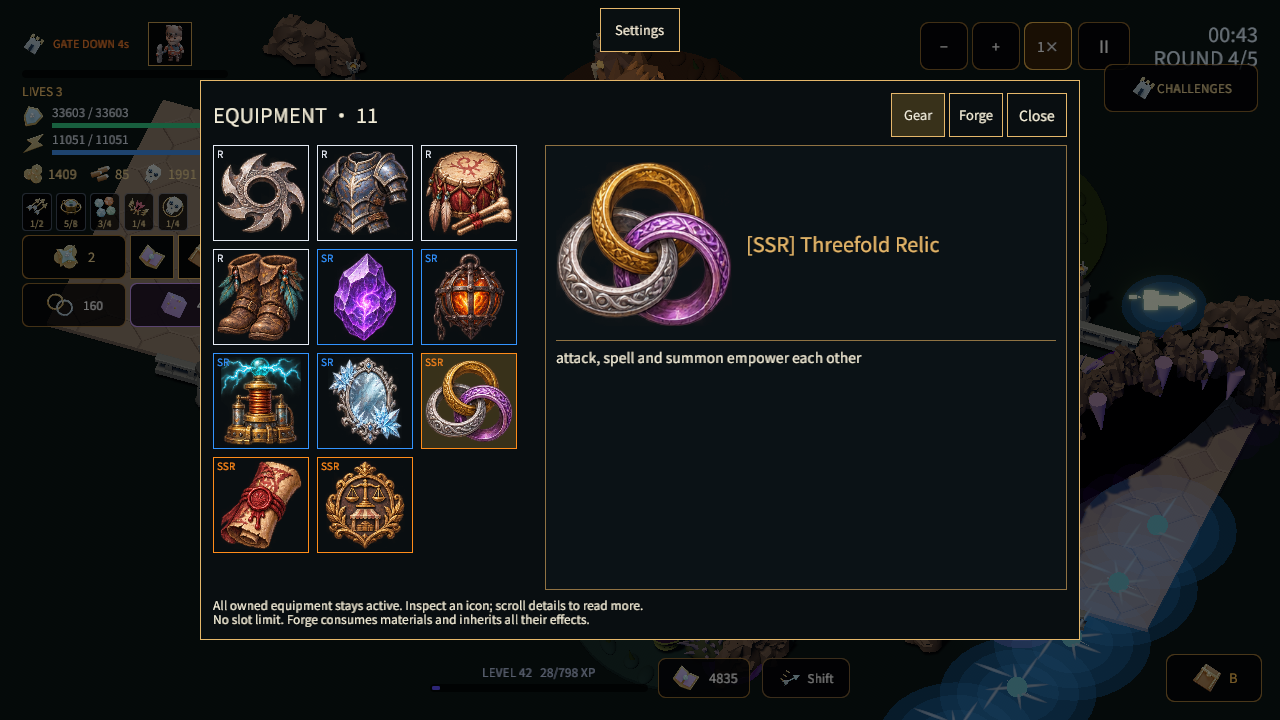 Settings
GATE DOWN 4s
− + 1× II
00:43
ROUND 4/5
CHALLENGES
LIVES 3
33603 / 33603
11051 / 11051
1409 85 1991
1/2 5/8 3/4 1/4 1/4
2
160
EQUIPMENT • 11
Gear Forge Close
R R R
R SR SR
SR SR SSR
SSR SSR
[SSR] Threefold Relic
attack, spell and summon empower each other
All owned equipment stays active. Inspect an icon; scroll details to read more.
No slot limit. Forge consumes materials and inherits all their effects.
LEVEL 42 28/798 XP
4835
Shift
B